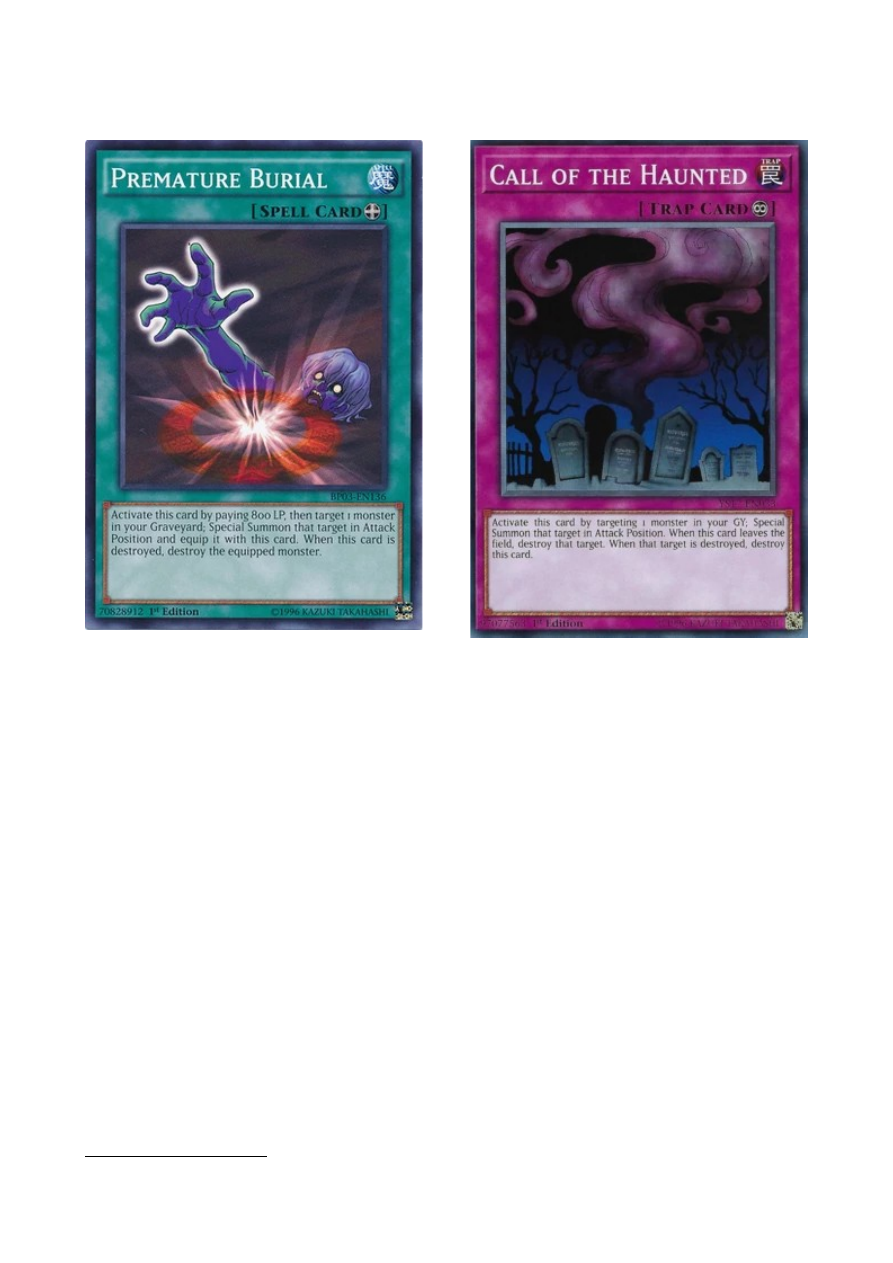 PREMATURE BURIAL
[SPELL CARD]
BP03-EN136
Activate this card by paying 800 LP, then target 1 monster
in your Graveyard; Special Summon that target in Attack
Position and equip it with this card. When this card is
destroyed, destroy the equipped monster.
70828912 1st Edition ©1996 KAZUKI TAKAHASHI
CALL OF THE HAUNTED
TRAP
罠
[TRAP CARD]
Activate this card by targeting 1 monster in your GY; Special
Summon that target in Attack Position. When this card leaves the
field, destroy that target. When that target is destroyed, destroy
this card.
1st Edition